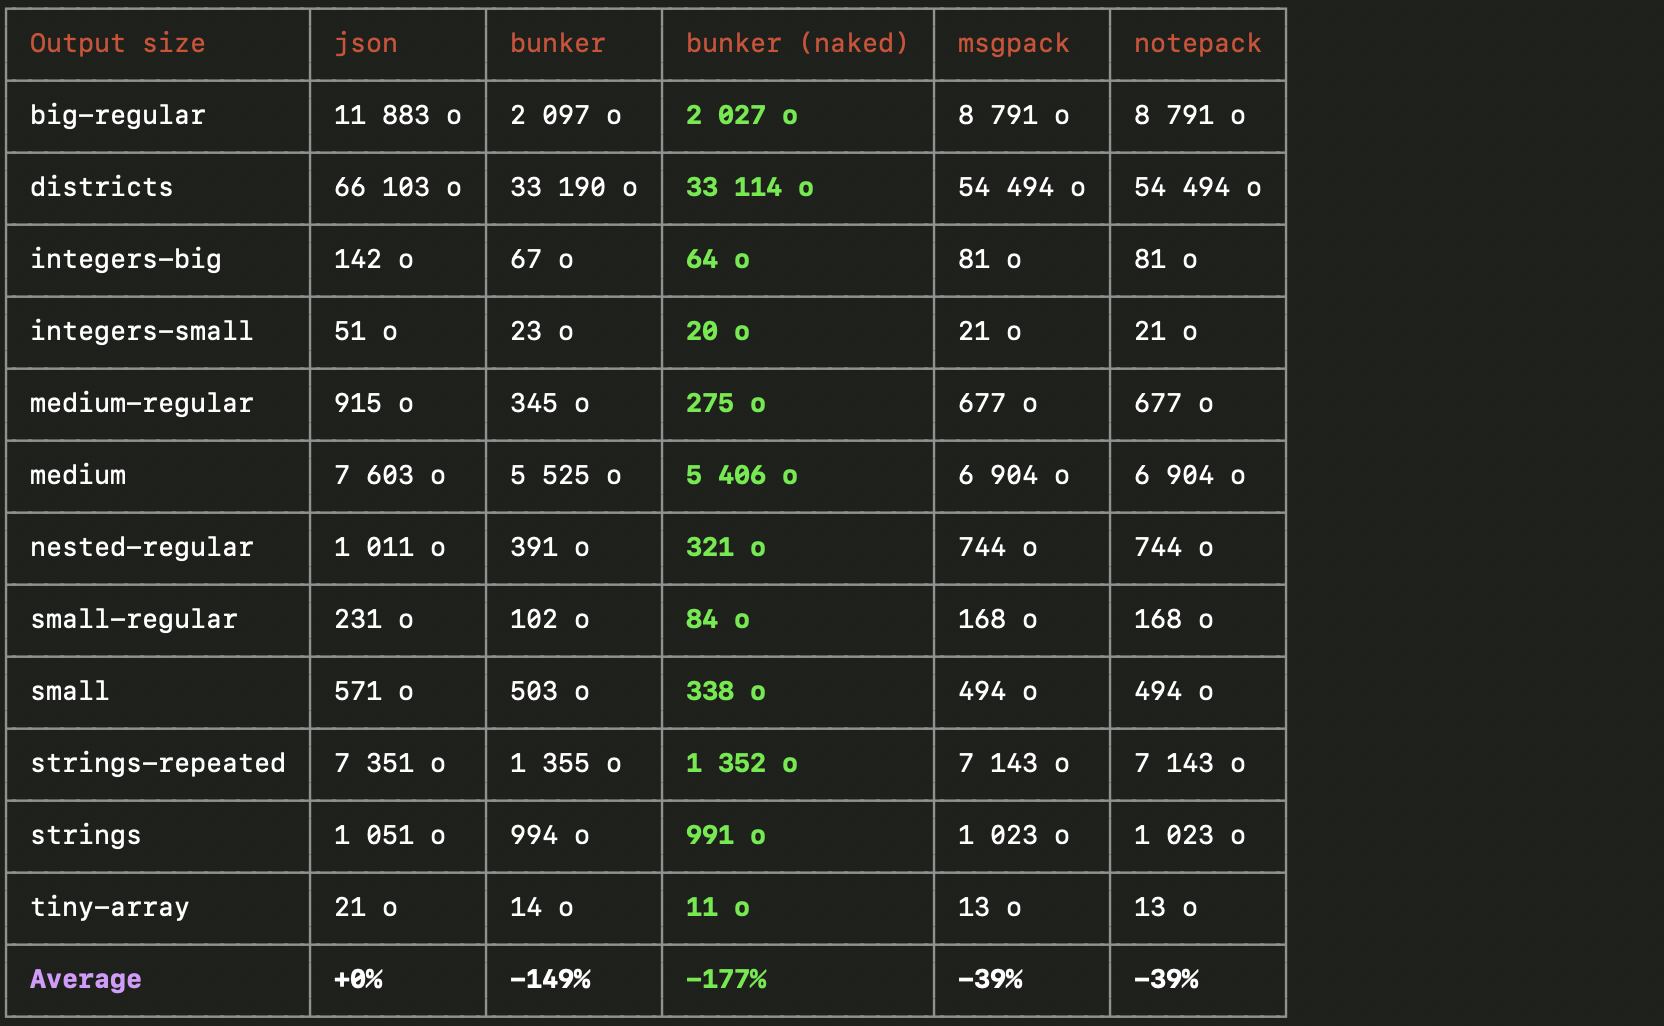 Output size json bunker bunker (naked) msgpack notepack
big-regular 11 883 o 2 097 o 2 027 o 8 791 o 8 791 o
districts 66 103 o 33 190 o 33 114 o 54 494 o 54 494 o
integers-big 142 o 67 o 64 o 81 o 81 o
integers-small 51 o 23 o 20 o 21 o 21 o
medium-regular 915 o 345 o 275 o 677 o 677 o
medium 7 603 o 5 525 o 5 406 o 6 904 o 6 904 o
nested-regular 1 011 o 391 o 321 o 744 o 744 o
small-regular 231 o 102 o 84 o 168 o 168 o
small 571 o 503 o 338 o 494 o 494 o
strings-repeated 7 351 o 1 355 o 1 352 o 7 143 o 7 143 o
strings 1 051 o 994 o 991 o 1 023 o 1 023 o
tiny-array 21 o 14 o 11 o 13 o 13 o
Average +0% -149% -177% -39% -39%